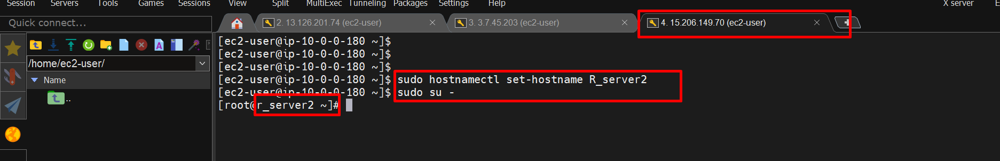 Session Servers Tools Games Sessions View Split MultiExec Tunneling Packages Settings Help X server E
Quick connect... 2. 13.126.201.74 (ec2-user) 3. 3.7.45.203 (ec2-user) 4. 15.206.149.70 (ec2-user)
/home/ec2-user/
Name
..
[ec2-user@ip-10-0-0-180 ~]$
[ec2-user@ip-10-0-0-180 ~]$
[ec2-user@ip-10-0-0-180 ~]$
[ec2-user@ip-10-0-0-180 ~]$ sudo hostnamectl set-hostname R_server2
[ec2-user@ip-10-0-0-180 ~]$ sudo su -
[root@r_server2 ~]#